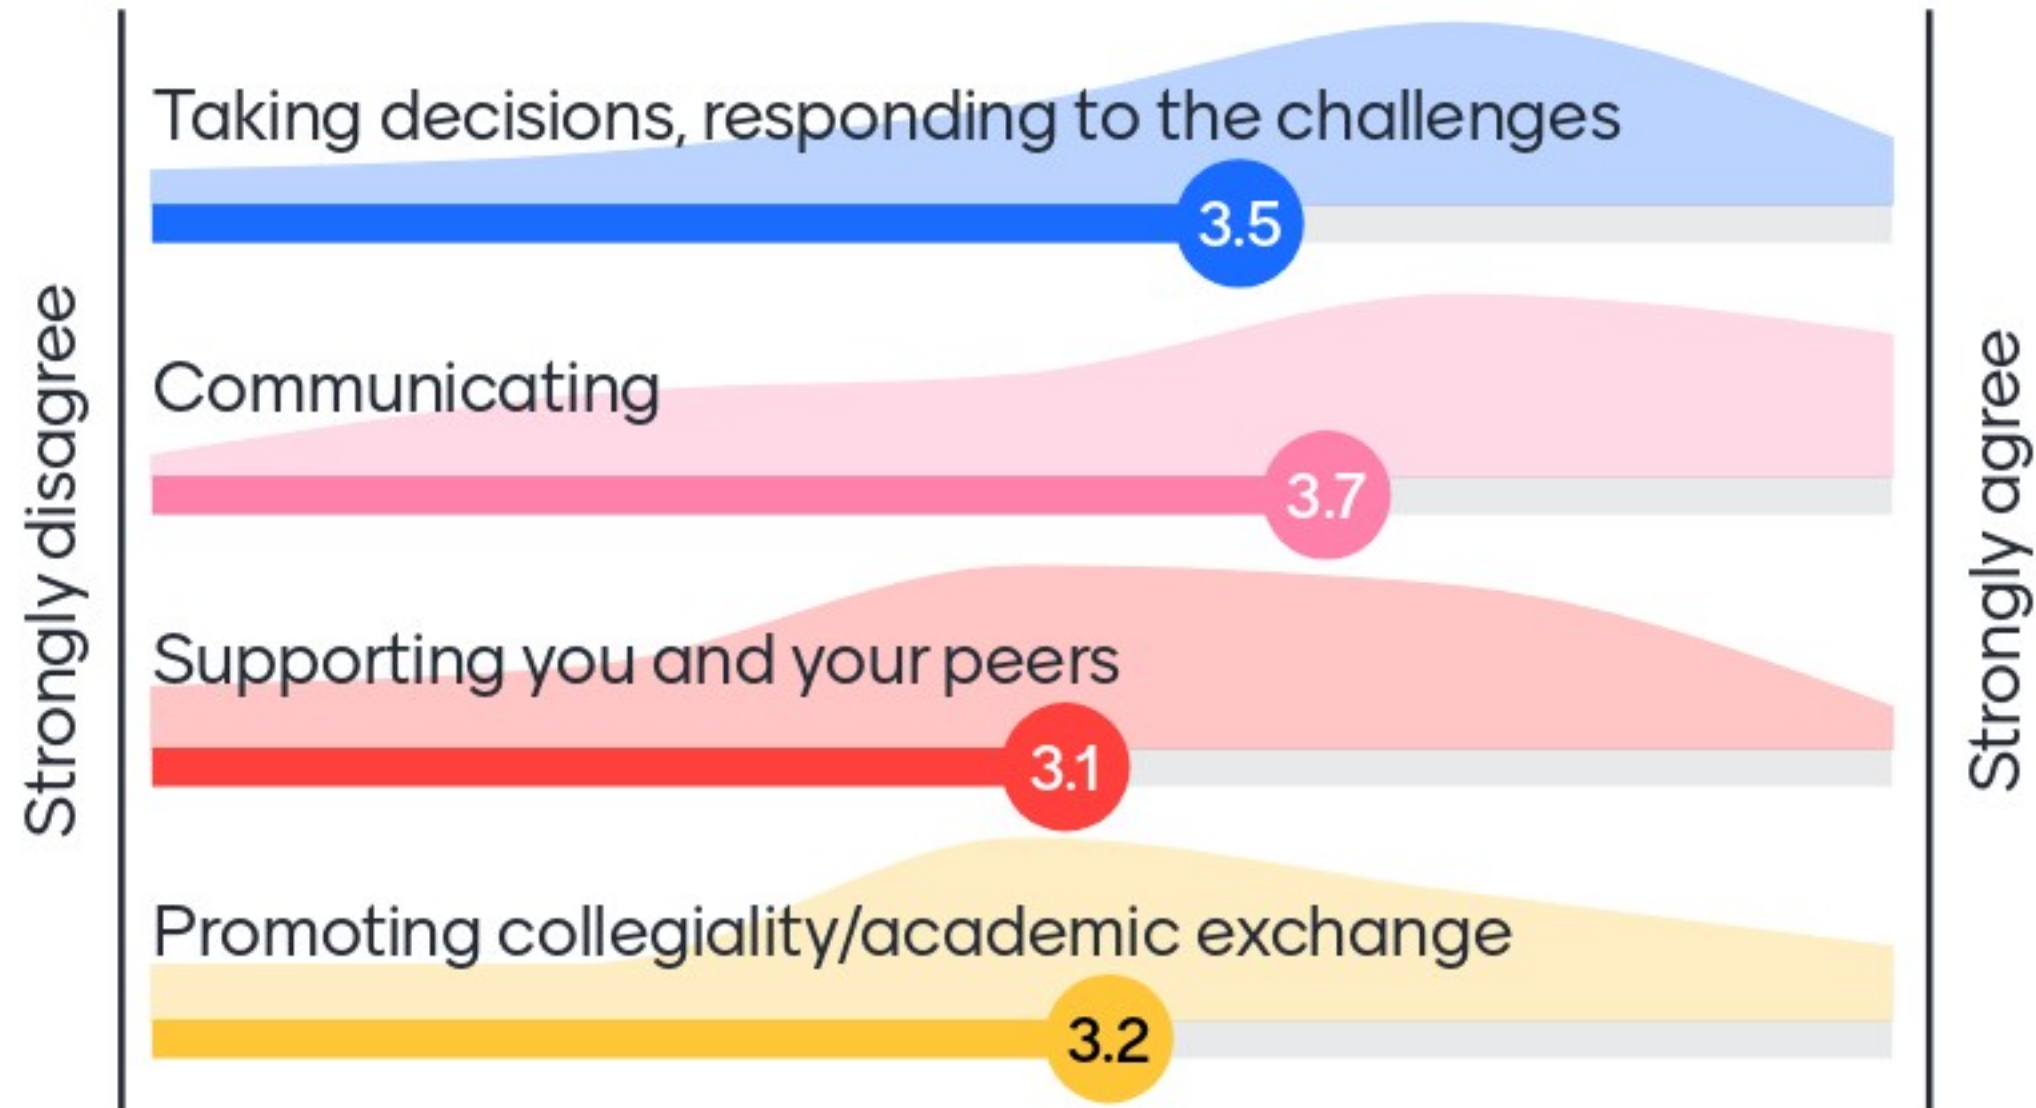 Strongly disagree
Taking decisions, responding to the challenges
3.5
Communicating
3.7
Supporting you and your peers
3.1
Promoting collegiality/academic exchange
3.2
Strongly agree